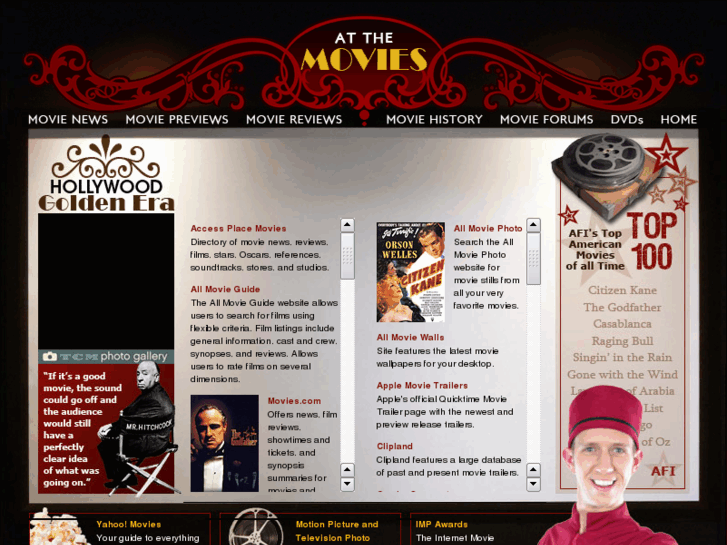 AT THE
MOVIES
MOVIE NEWS
MOVIE PREVIEWS
MOVIE REVIEWS
MOVIE HISTORY
MOVIE FORUMS
DVDs
HOME
HOLLYWOOD
Golden Era
TCM photo gallery
"If it's a good
movie, the sound
could go off and
the audience
would still
have a
perfectly
clear idea
of what was
going on."
MR. HITCHCOCK
Access Place Movies
Directory of movie news, reviews,
films, stars, Oscars, references,
soundtracks, stores, and studios.
All Movie Guide
The All Movie Guide website allows
users to search for films using
flexible criteria. Film listings include
general information, cast and crew,
synopses, and reviews. Allows
users to rate films on several
dimensions.
The Godfather
Movies.com
Offers news, film
reviews,
showtimes and
tickets, and
synopsis
summaries for
movies and
It's Terrific!
ORSON
WELLES
CITIZEN
KANE
All Movie Photo
Search the All
Movie Photo
website for
movie stills from
all your very
favorite movies.
All Movie Walls
Site features the latest movie
wallpapers for your desktop.
Apple Movie Trailers
Apple's official Quicktime Movie
Trailer page with the newest and
preview release trailers.
Clipland
Clipland features a large database
of past and present movie trailers.
AFI's Top
American
Movies
of all Time
TOP
100
Citizen Kane
The Godfather
Casablanca
Raging Bull
Singin' in the Rain
Gone with the Wind
of Arabia
List
of Oz
AFI
Yahoo! Movies
Your guide to everything
Motion Picture and
Television Photo
IMP Awards
The Internet Movie